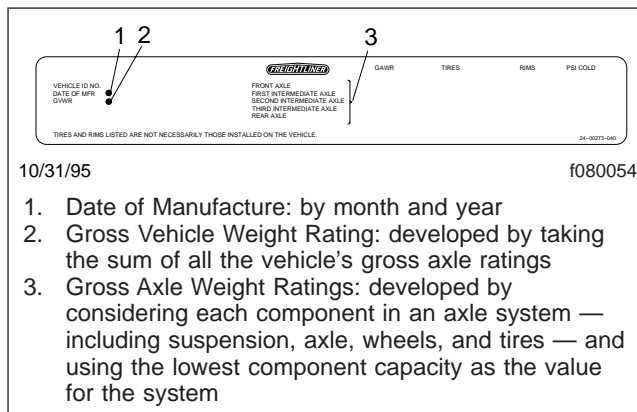 1 2 3
FREIGHTLINER GAWR TIRES RIMS PSI COLD
VEHICLE ID NO. FRONT AXLE
DATE OF MFR FIRST INTERMEDIATE AXLE
GVWR SECOND INTERMEDIATE AXLE
THIRD INTERMEDIATE AXLE
REAR AXLE
TIRES AND RIMS LISTED ARE NOT NECESSARILY THOSE INSTALLED ON THE VEHICLE. 24–00273–040
10/31/95 f080054
1. Date of Manufacture: by month and year
2. Gross Vehicle Weight Rating: developed by taking
the sum of all the vehicle's gross axle ratings
3. Gross Axle Weight Ratings: developed by
considering each component in an axle system —
including suspension, axle, wheels, and tires — and
using the lowest component capacity as the value
for the system